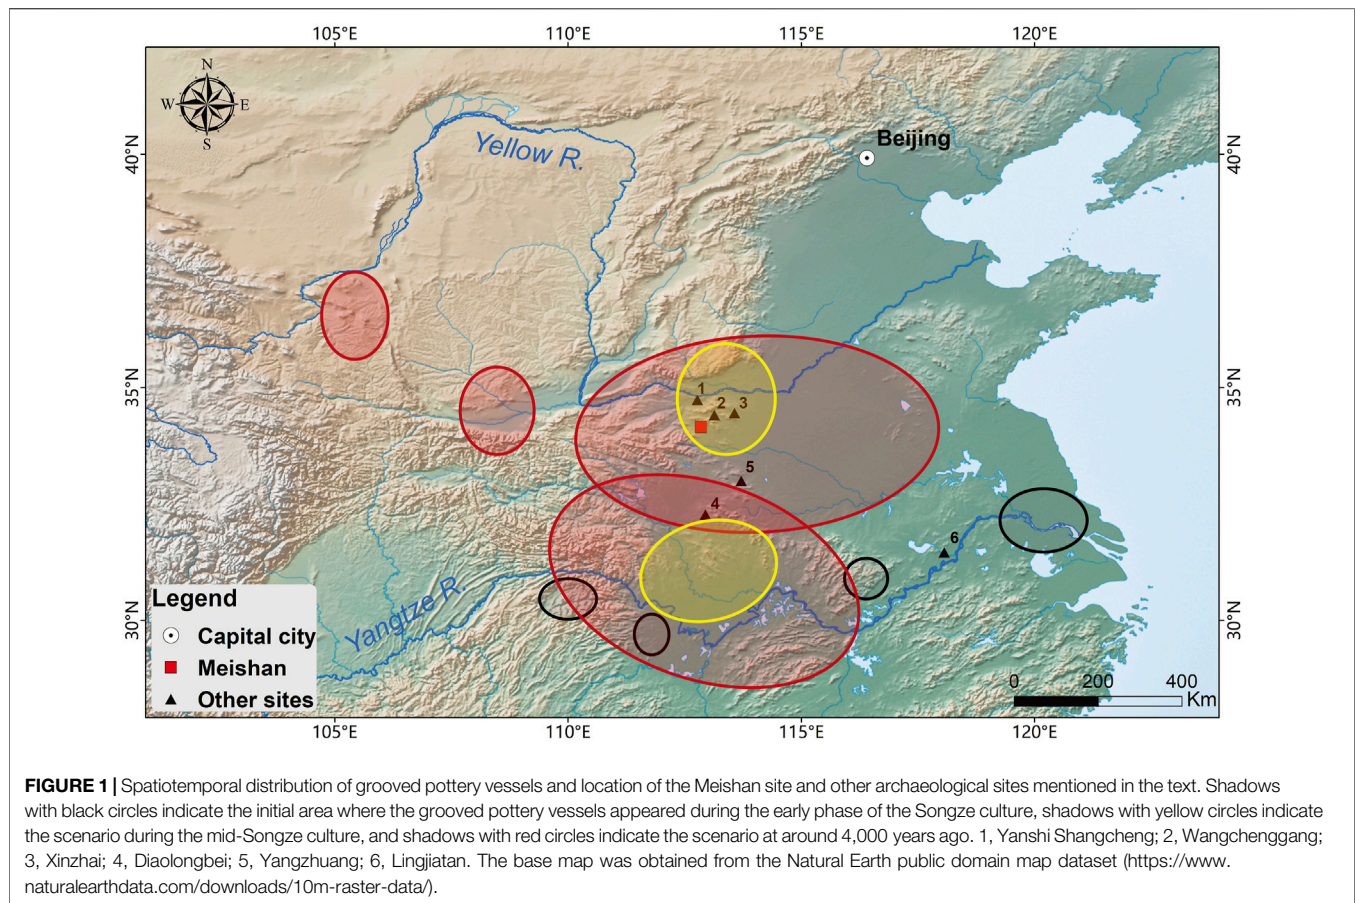 105°E 110°E 115°E 120°E
N
W E
S
40°N
40°N
Beijing
Yellow R.
35°N
35°N
1
2
3
5
4
6
30°N
30°N
Yangtze R.
Legend
Capital city
Meishan
Other sites
0 200 400
Km
105°E 110°E 115°E 120°E
FIGURE 1 | Spatiotemporal distribution of grooved pottery vessels and location of the Meishan site and other archaeological sites mentioned in the text. Shadows
with black circles indicate the initial area where the grooved pottery vessels appeared during the early phase of the Songze culture, shadows with yellow circles indicate
the scenario during the mid-Songze culture, and shadows with red circles indicate the scenario at around 4,000 years ago. 1, Yanshi Shangcheng; 2, Wangchenggang;
3, Xinzhai; 4, Diaolongbei; 5, Yangzhuang; 6, Lingjiatan. The base map was obtained from the Natural Earth public domain map dataset (https://www.
naturalearthdata.com/downloads/10m-raster-data/).